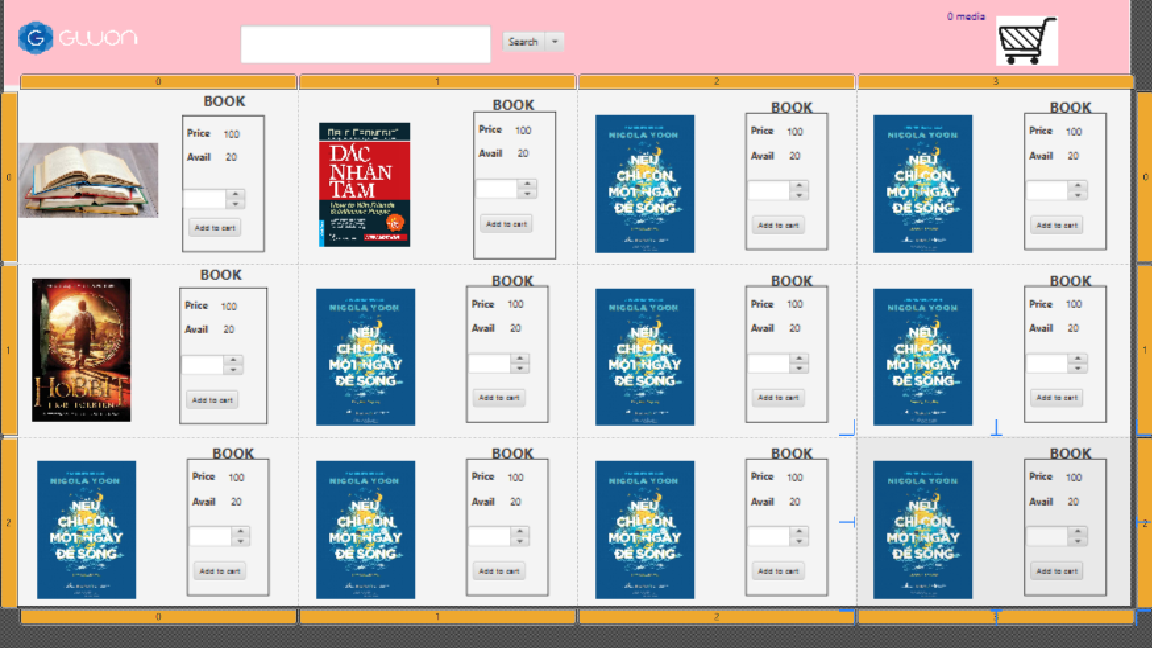 GLUON
Search
0 media
0
1
2
3
0
BOOK
Price 100
Avail 20
Add to cart
ĐẮC
NHÂN
TÂM
How to Win Friends
& Influence People
BOOK
Price 100
Avail 20
Add to cart
NICOLA YOON
NẾU
CHỈ CÒN
MỘT NGÀY
ĐỂ SỐNG
BOOK
Price 100
Avail 20
Add to cart
NICOLA YOON
NẾU
CHỈ CÒN
MỘT NGÀY
ĐỂ SỐNG
BOOK
Price 100
Avail 20
Add to cart
0
1
HOBBIT
BOOK
Price 100
Avail 20
Add to cart
NICOLA YOON
NẾU
CHỈ CÒN
MỘT NGÀY
ĐỂ SỐNG
BOOK
Price 100
Avail 20
Add to cart
NICOLA YOON
NẾU
CHỈ CÒN
MỘT NGÀY
ĐỂ SỐNG
BOOK
Price 100
Avail 20
Add to cart
NICOLA YOON
NẾU
CHỈ CÒN
MỘT NGÀY
ĐỂ SỐNG
BOOK
Price 100
Avail 20
Add to cart
1
2
NICOLA YOON
NẾU
CHỈ CÒN
MỘT NGÀY
ĐỂ SỐNG
BOOK
Price 100
Avail 20
Add to cart
NICOLA YOON
NẾU
CHỈ CÒN
MỘT NGÀY
ĐỂ SỐNG
BOOK
Price 100
Avail 20
Add to cart
NICOLA YOON
NẾU
CHỈ CÒN
MỘT NGÀY
ĐỂ SỐNG
BOOK
Price 100
Avail 20
Add to cart
NICOLA YOON
NẾU
CHỈ CÒN
MỘT NGÀY
ĐỂ SỐNG
BOOK
Price 100
Avail 20
Add to cart
2
0
1
2
3